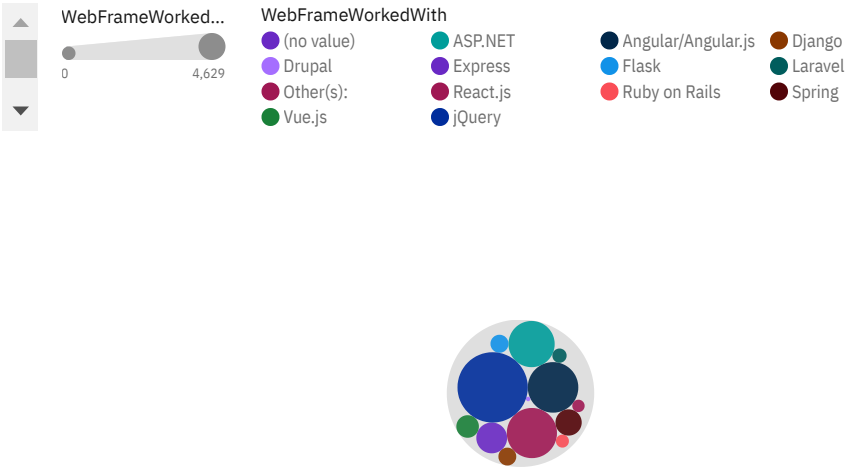 WebFrameWorked...
0
4,629
WebFrameWorkedWith
(no value)
ASP.NET
Angular/Angular.js
Django
Drupal
Express
Flask
Laravel
Other(s):
React.js
Ruby on Rails
Spring
Vue.js
jQuery